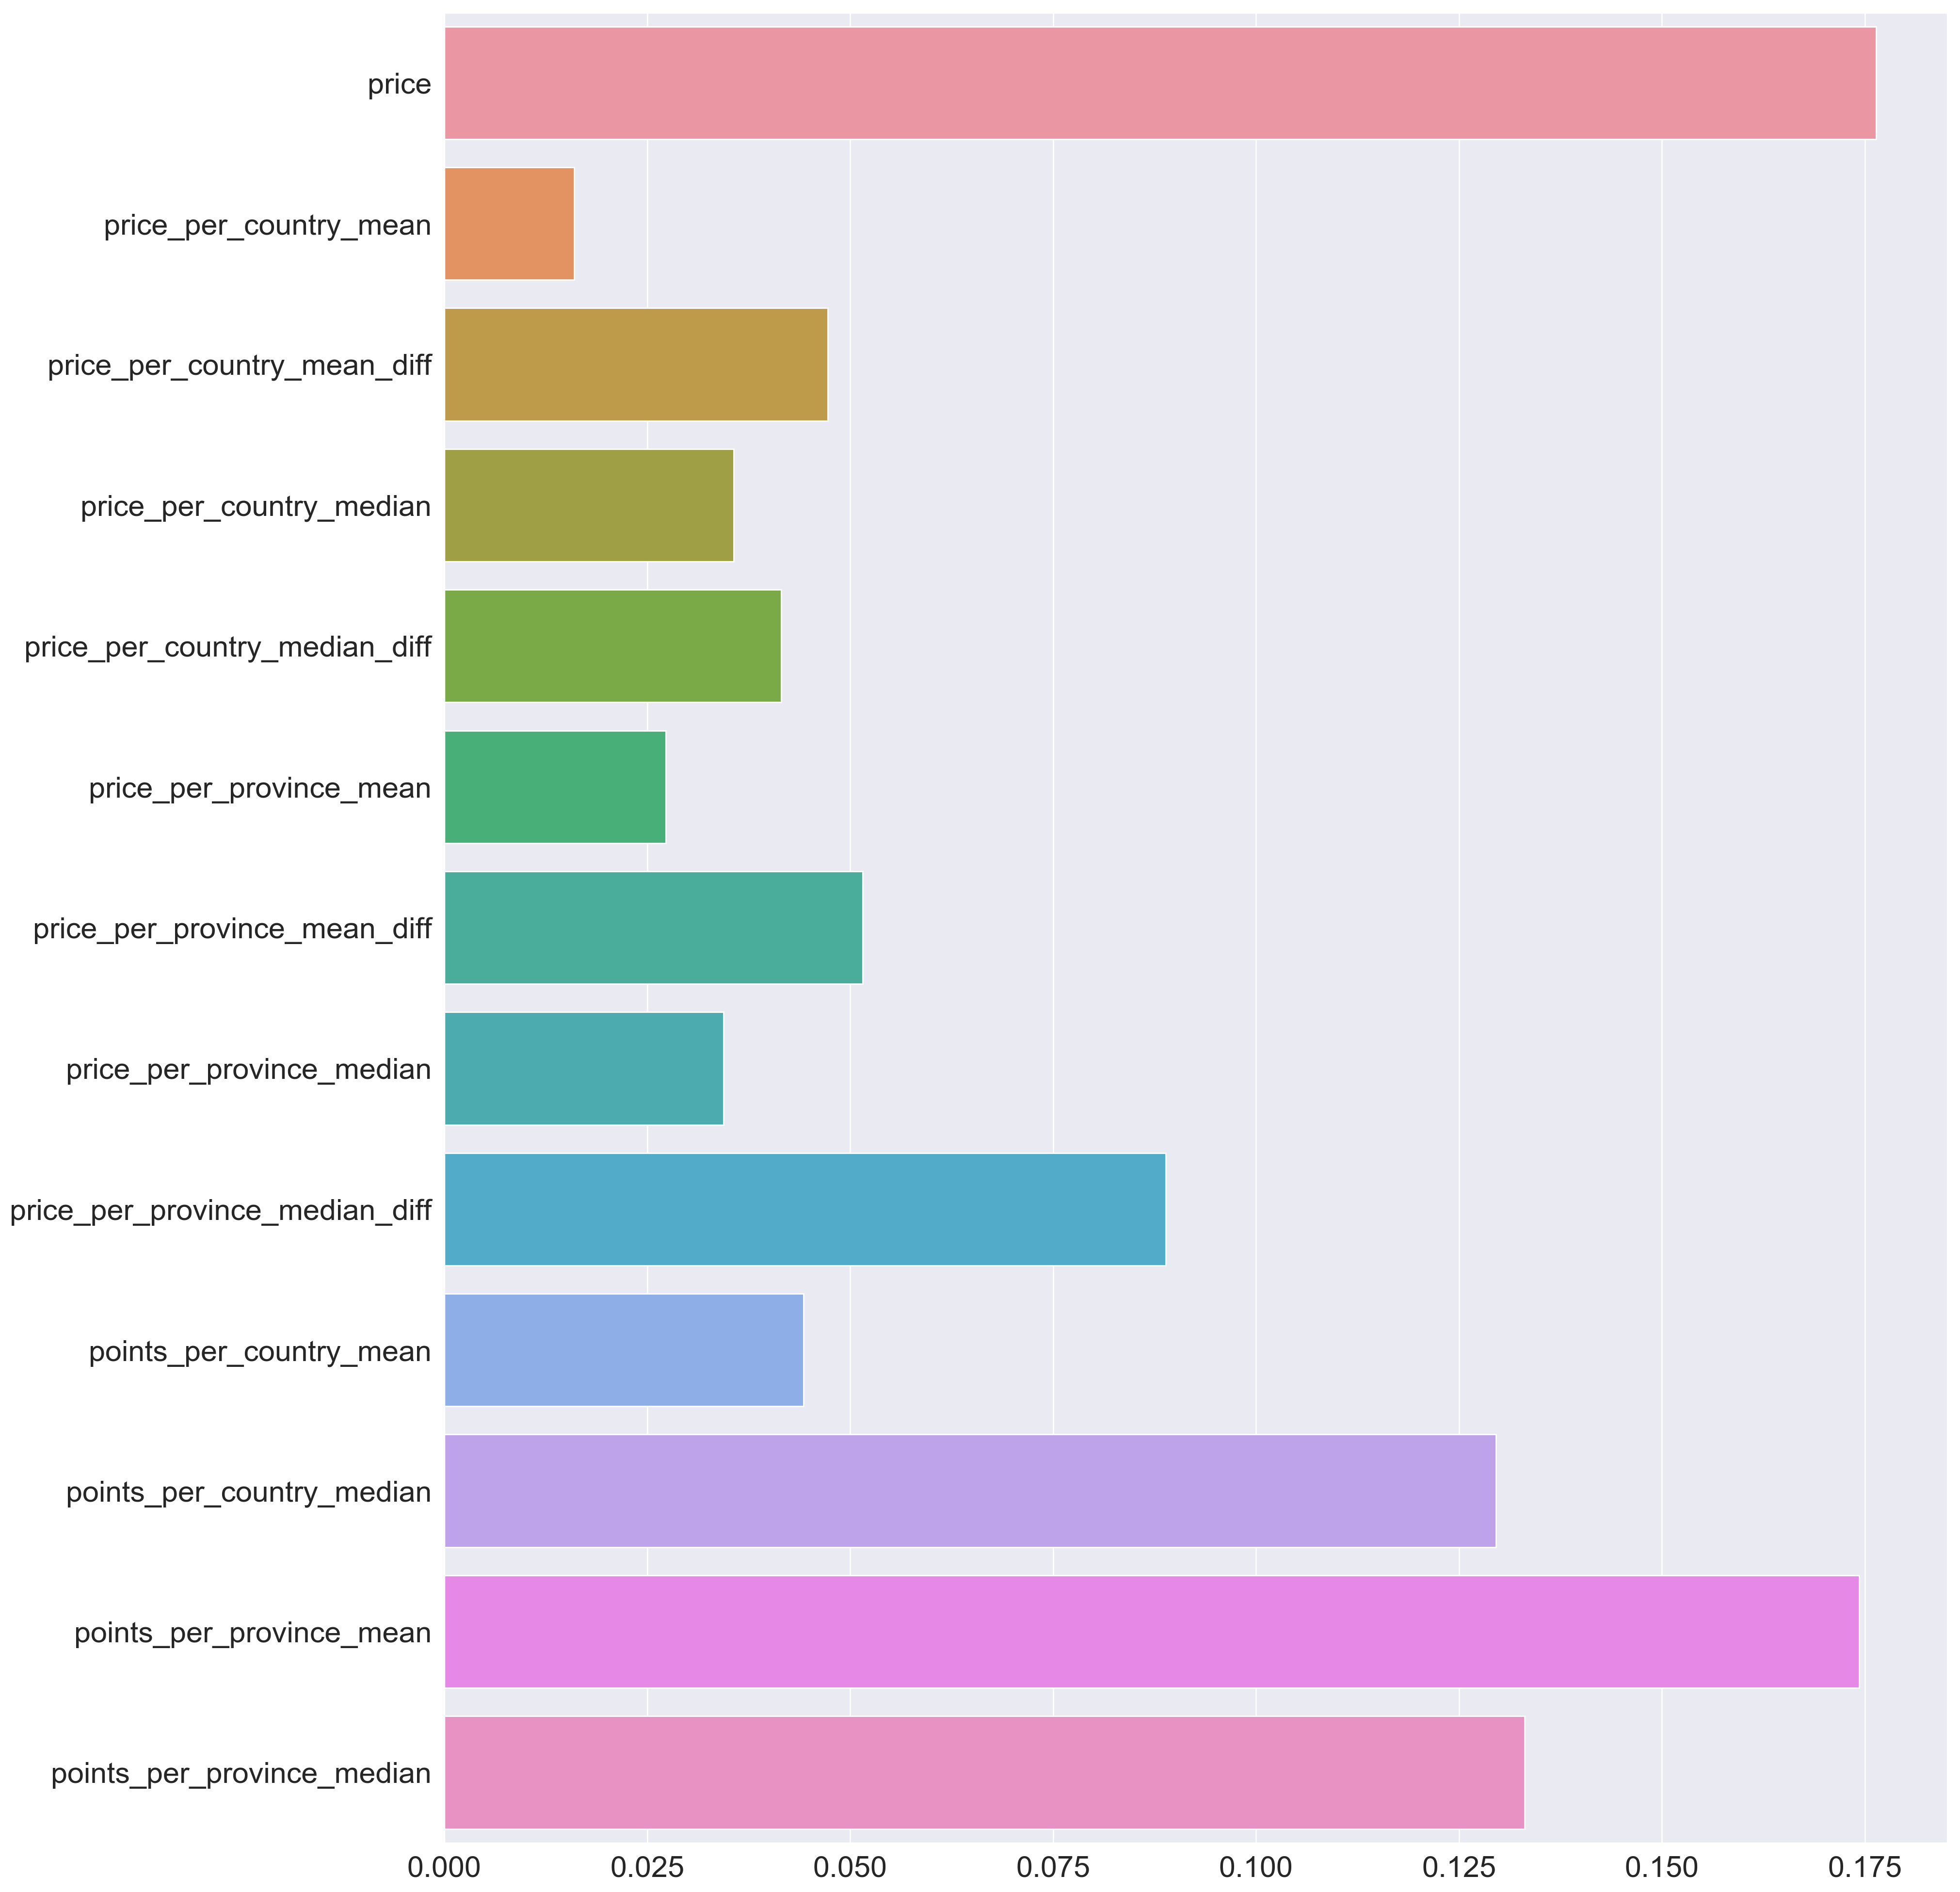 price
price_per_country_mean
price_per_country_mean_diff
price_per_country_median
price_per_country_median_diff
price_per_province_mean
price_per_province_mean_diff
price_per_province_median
price_per_province_median_diff
points_per_country_mean
points_per_country_median
points_per_province_mean
points_per_province_median
0.000 0.025 0.050 0.075 0.100 0.125 0.150 0.175